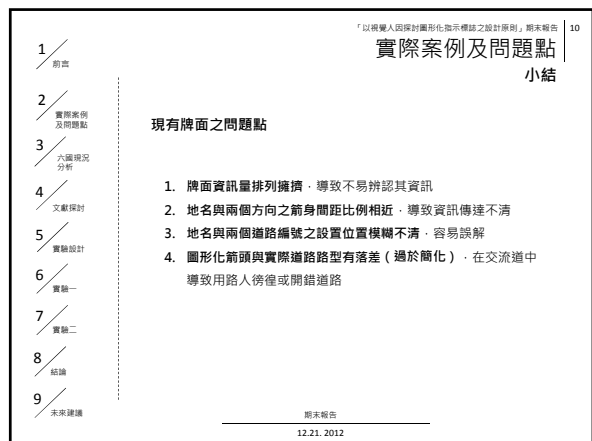 「以視覺人因探討圖形化指示標誌之設計原則」期末報告 10
實際案例及問題點
小結
1
前言
2
實際案例
及問題點
3
六國現況
分析
4
文獻探討
5
實驗設計
6
實驗一
7
實驗二
8
結論
9
未來建議
現有牌面之問題點
1. 牌面資訊量排列擁擠，導致不易辨認其資訊
2. 地名與兩個方向之箭身間距比例相近，導致資訊傳達不清
3. 地名與兩個道路編號之設置位置模糊不清，容易誤解
4. 圖形化箭頭與實際道路路型有落差（過於簡化），在交流道中
導致用路人徬徨或開錯道路
期末報告
12.21. 2012